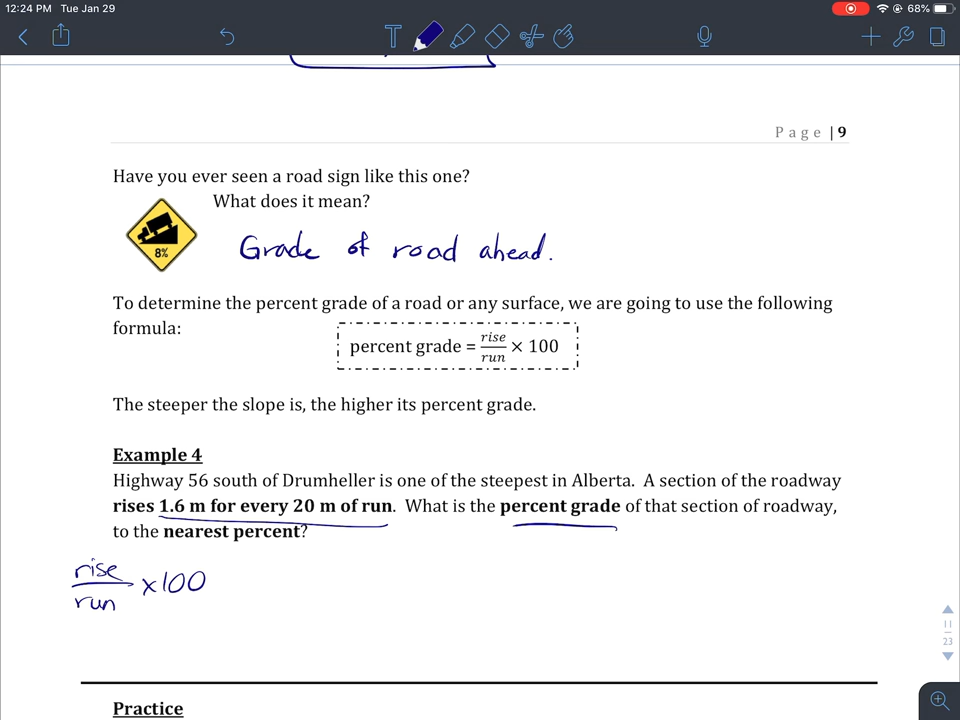 12:24 PM Tue Jan 29 68%
Page | 9
Have you ever seen a road sign like this one?
What does it mean?
8%
Grade of road ahead.
To determine the percent grade of a road or any surface, we are going to use the following
formula:
percent grade = rise/run × 100
The steeper the slope is, the higher its percent grade.
Example 4
Highway 56 south of Drumheller is one of the steepest in Alberta. A section of the roadway
rises 1.6 m for every 20 m of run. What is the percent grade of that section of roadway,
to the nearest percent?
rise/run ×100
11
23
Practice